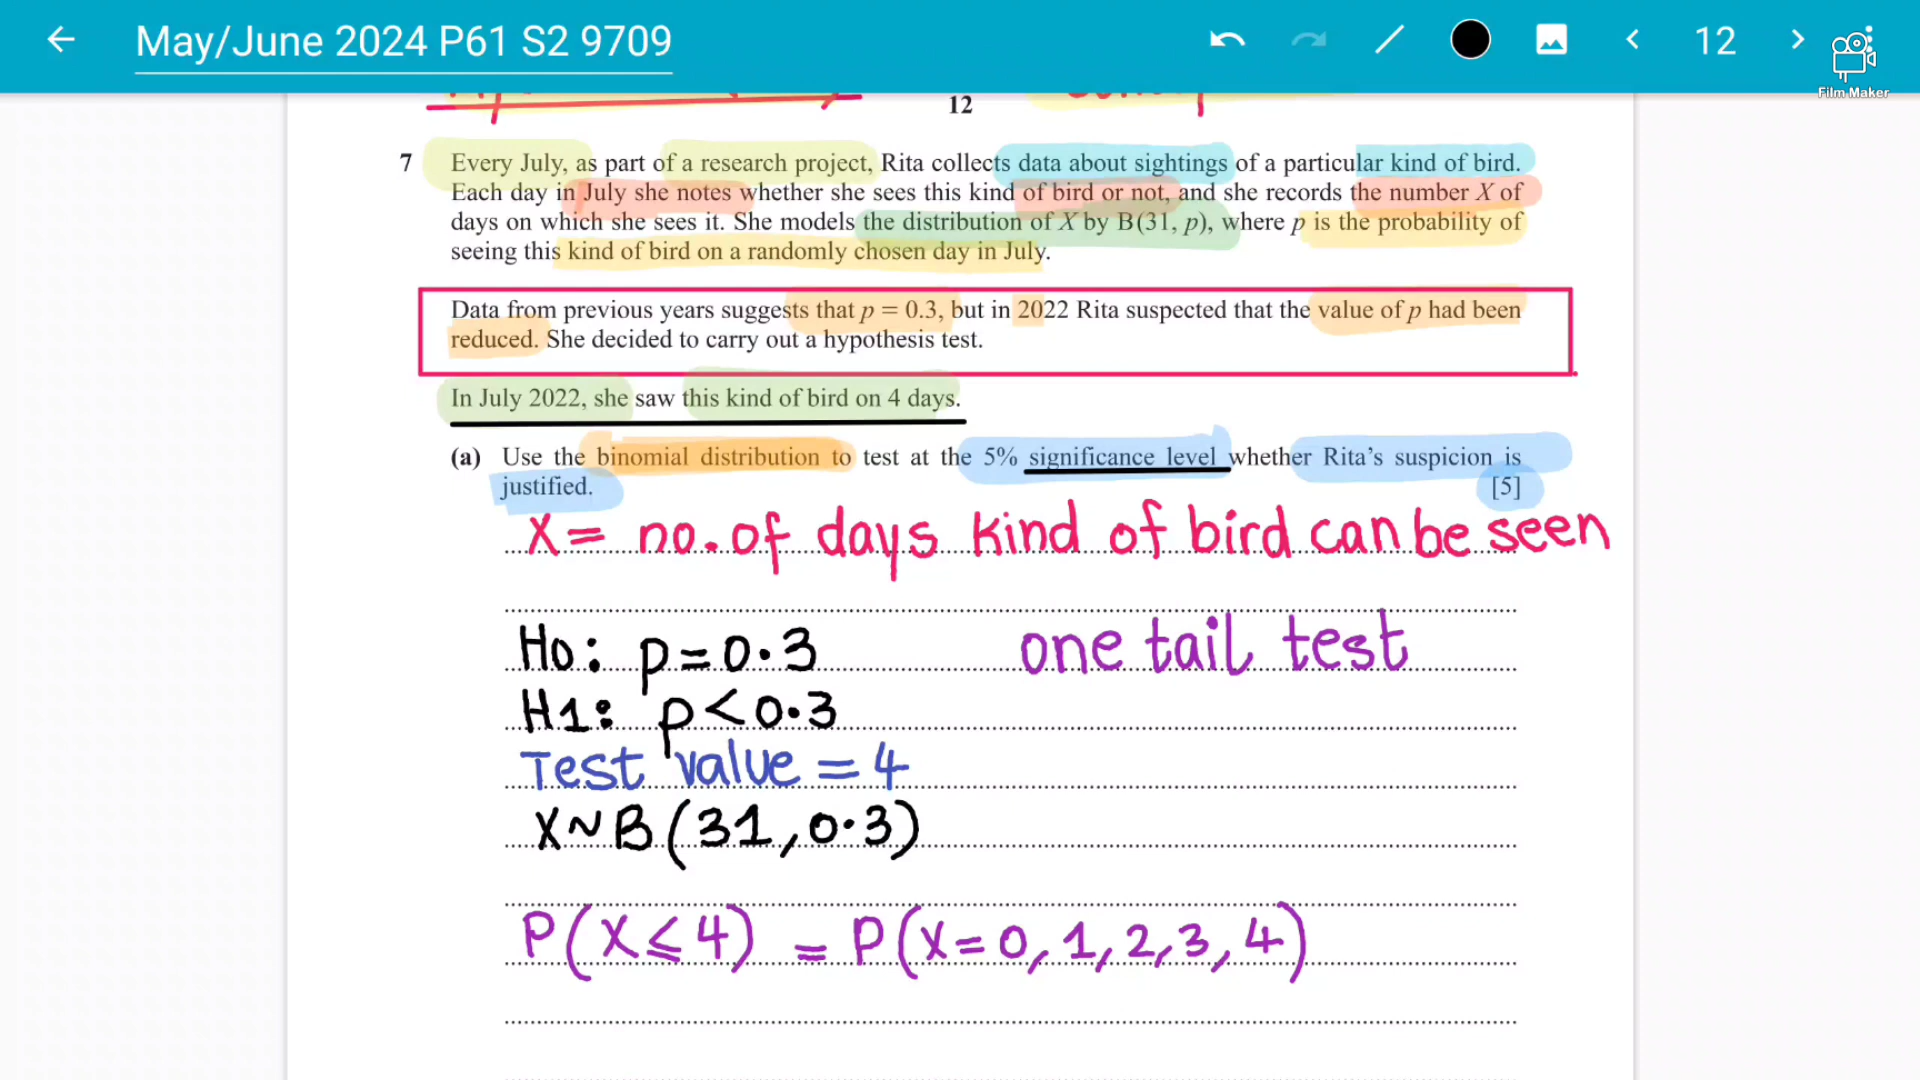 May/June 2024 P61 S2 9709
12
Film Maker
12
7 Every July, as part of a research project, Rita collects data about sightings of a particular kind of bird.
Each day in July she notes whether she sees this kind of bird or not, and she records the number X of
days on which she sees it. She models the distribution of X by B(31, p), where p is the probability of
seeing this kind of bird on a randomly chosen day in July.
Data from previous years suggests that p = 0.3, but in 2022 Rita suspected that the value of p had been
reduced. She decided to carry out a hypothesis test.
In July 2022, she saw this kind of bird on 4 days.
(a) Use the binomial distribution to test at the 5% significance level whether Rita's suspicion is
justified. [5]
X = no. of days kind of bird can be seen
H0: p=0.3 one tail test
H1: p<0.3
Test value = 4
X~B(31,0.3)
P(X≤4) = P(X=0,1,2,3,4)